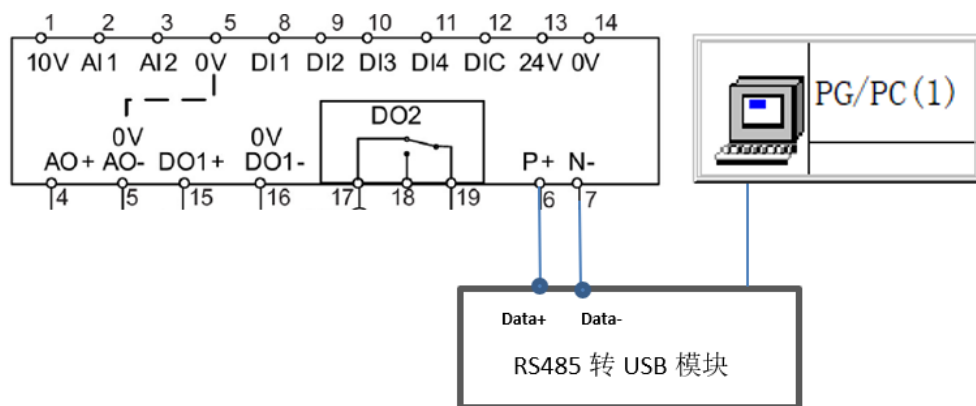 1 2 3 5 8 9 10 11 12 13 14
10V AI1 AI2 0V DI1 DI2 DI3 DI4 DIC 24V 0V
PG/PC(1)
DO2
0V 0V
AO+ AO- DO1+ DO1- P+ N-
4 5 15 16 17 18 19 6 7
Data+ Data-
RS485 转 USB 模块